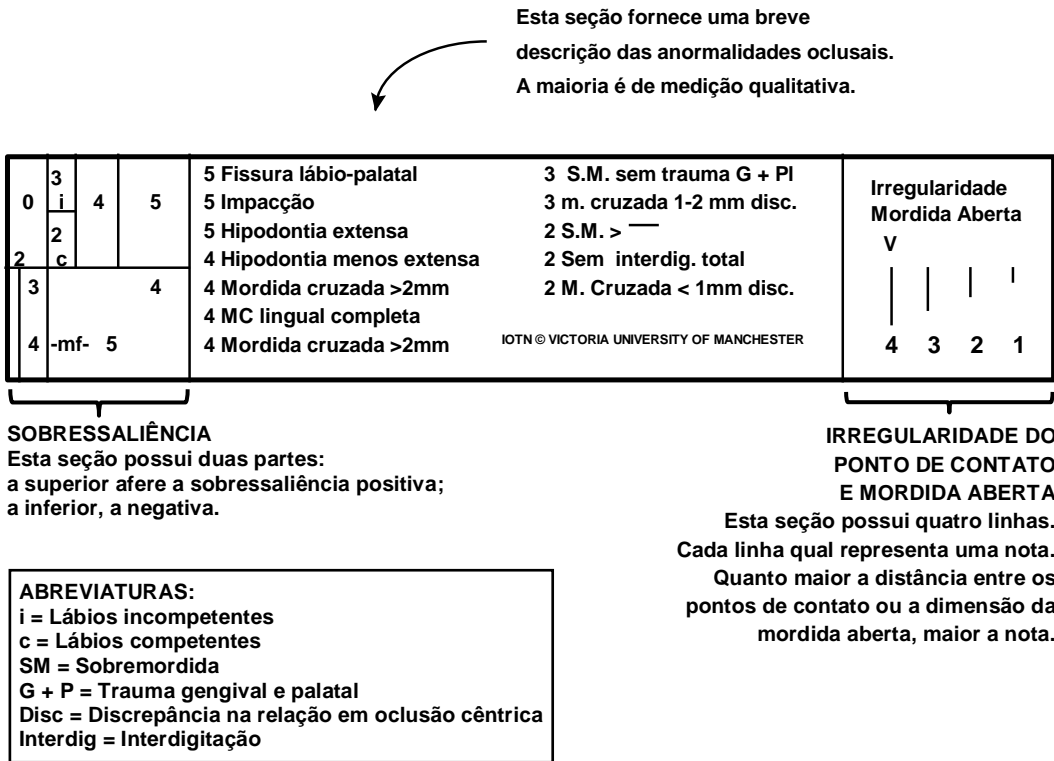 Esta seção fornece uma breve
descrição das anormalidades oclusais.
A maioria é de medição qualitativa.
0
3
i
4
5
2
c
2
3
4
4 -mf- 5
5 Fissura lábio-palatal
5 Impacção
5 Hipodontia extensa
4 Hipodontia menos extensa
4 Mordida cruzada >2mm
4 MC lingual completa
4 Mordida cruzada >2mm
3 S.M. sem trauma G + Pl
3 m. cruzada 1-2 mm disc.
2 S.M. >
2 Sem interdig. total
2 M. Cruzada < 1mm disc.
IOTN © VICTORIA UNIVERSITY OF MANCHESTER
Irregularidade
Mordida Aberta
V
4 3 2 1
SOBRESSALIÊNCIA
Esta seção possui duas partes:
a superior afere a sobressaliência positiva;
a inferior, a negativa.
IRREGULARIDADE DO
PONTO DE CONTATO
E MORDIDA ABERTA
Esta seção possui quatro linhas.
Cada linha qual representa uma nota.
Quanto maior a distância entre os
pontos de contato ou a dimensão da
mordida aberta, maior a nota.
ABREVIATURAS:
i = Lábios incompetentes
c = Lábios competentes
SM = Sobremordida
G + P = Trauma gengival e palatal
Disc = Discrepância na relação em oclusão cêntrica
Interdig = Interdigitação